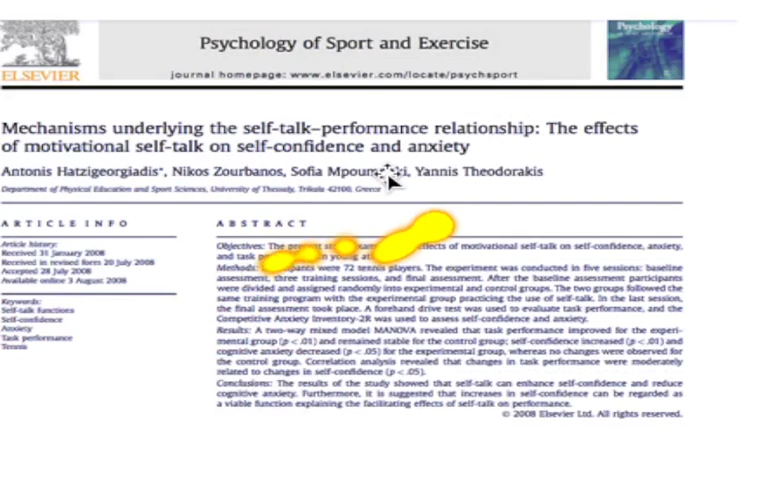 ELSEVIER
Psychology of Sport and Exercise
journal homepage: www.elsevier.com/locate/psychsport
Psychology
Mechanisms underlying the self-talk–performance relationship: The effects
of motivational self-talk on self-confidence and anxiety
Antonis Hatzigeorgiadis*, Nikos Zourbanos, Sofia, Yannis Theodorakis
Department of Physical Education and Sport Sciences, University of Thessaly, Trikala 42100, Greece
ARTICLE INFO
Article history:
Received 31 January 2008
Received in revised form 20 July 2008
Accepted 28 July 2008
Available online 3 August 2008
Keywords:
Self-talk functions
Self-confidence
Anxiety
Task performance
Tennis
ABSTRACT
Objectives: The of motivational self-talk on self-confidence, anxiety,
and task in young
Methods: were 72 tennis players. The experiment was conducted in five sessions: baseline
assessment, three training sessions, and final assessment. After the baseline assessment participants
were divided and assigned randomly into experimental and control groups. The two groups followed the
same training program with the experimental group practicing the use of self-talk. In the last session,
the final assessment took place. A forehand drive test was used to evaluate task performance, and the
Competitive Anxiety Inventory-2R was used to assess self-confidence and anxiety.
Results: A two-way mixed model MANOVA revealed that task performance improved for the experi-
mental group (p < .01) and remained stable for the control group; self-confidence increased (p < .01) and
cognitive anxiety decreased (p < .05) for the experimental group, whereas no changes were observed for
the control group. Correlation analysis revealed that changes in task performance were moderately
related to changes in self-confidence (p < .05).
Conclusions: The results of the study showed that self-talk can enhance self-confidence and reduce
cognitive anxiety. Furthermore, it is suggested that increases in self-confidence can be regarded as
a viable function explaining the facilitating effects of self-talk on performance.
© 2008 Elsevier Ltd. All rights reserved.